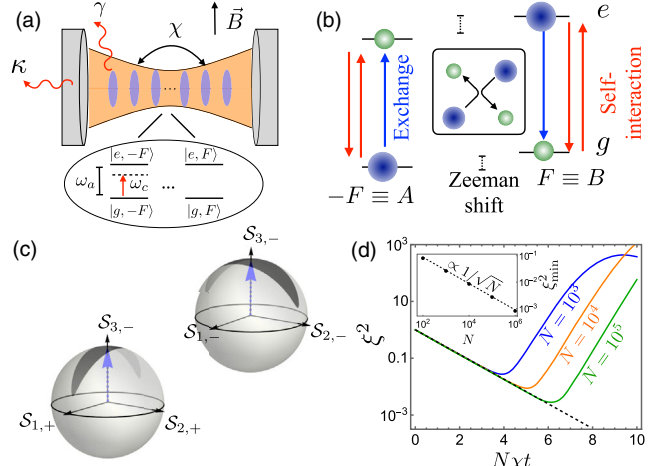 (a)
γ
χ
B⃗
κ
...
|e, −F⟩
|e, F⟩
ω_a
ω_c
...
|g, −F⟩
|g, F⟩
(b)
e
Exchange
Self-
interaction
g
−F ≡ A
Zeeman
shift
F ≡ B
(c)
S_{3,−}
S_{1,−}
S_{2,−}
S_{3,−}
S_{1,+}
S_{2,+}
(d)
10^3
10
0.1
10^{-3}
ξ^2
∝ 1/√N
10^{-1}
10^{-2}
10^{-3}
ξ^2_{min}
10^2
10^4
10^6
N
N = 10^3
N = 10^4
N = 10^5
0
2
4
6
8
10
Nχt